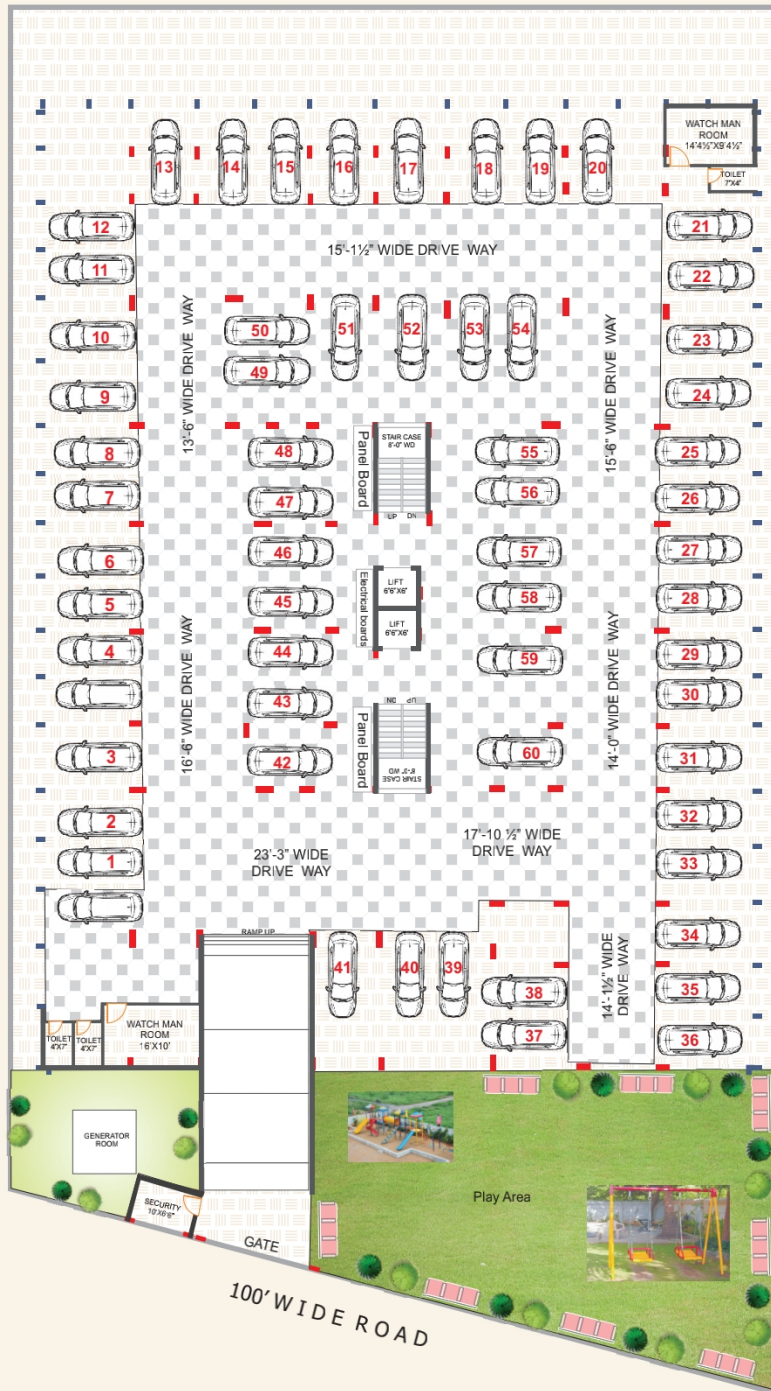 13
14
15
16
17
18
19
20
WATCH MAN
ROOM
14'4½"X9'4½"
TOILET
7'X4'
12
11
10
9
8
7
6
5
4
3
2
1
15'-1½" WIDE DRIVE WAY
13'-6" WIDE DRIVE WAY
16'-6" WIDE DRIVE WAY
50
49
51
52
53
54
48
47
46
45
44
43
42
Panel Board
STAIR CASE
8'-0" WD
UP DN
Electrical boards
LIFT
6'6"X6'
LIFT
6'6"X6'
Panel Board
UP
DN
STAIR CASE
8'-0" WD
55
56
57
58
59
60
15'-6" WIDE DRIVE WAY
14'-0" WIDE DRIVE WAY
21
22
23
24
25
26
27
28
29
30
31
32
33
34
35
36
23'-3" WIDE
DRIVE WAY
17'-10 ½" WIDE
DRIVE WAY
14'-1½" WIDE
DRIVE WAY
RAMP UP
41
40
39
38
37
TOILET
4'X7'
TOILET
4'X7'
WATCH MAN
ROOM
16'X10'
GENERATOR
ROOM
SECURITY
10'X6'6"
GATE
Play Area
100' WIDE ROAD